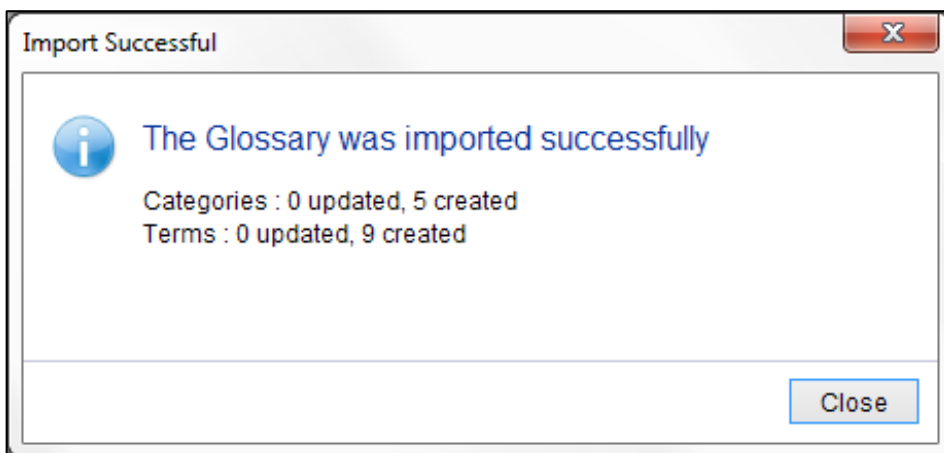 Import Successful
The Glossary was imported successfully
Categories : 0 updated, 5 created
Terms : 0 updated, 9 created
Close